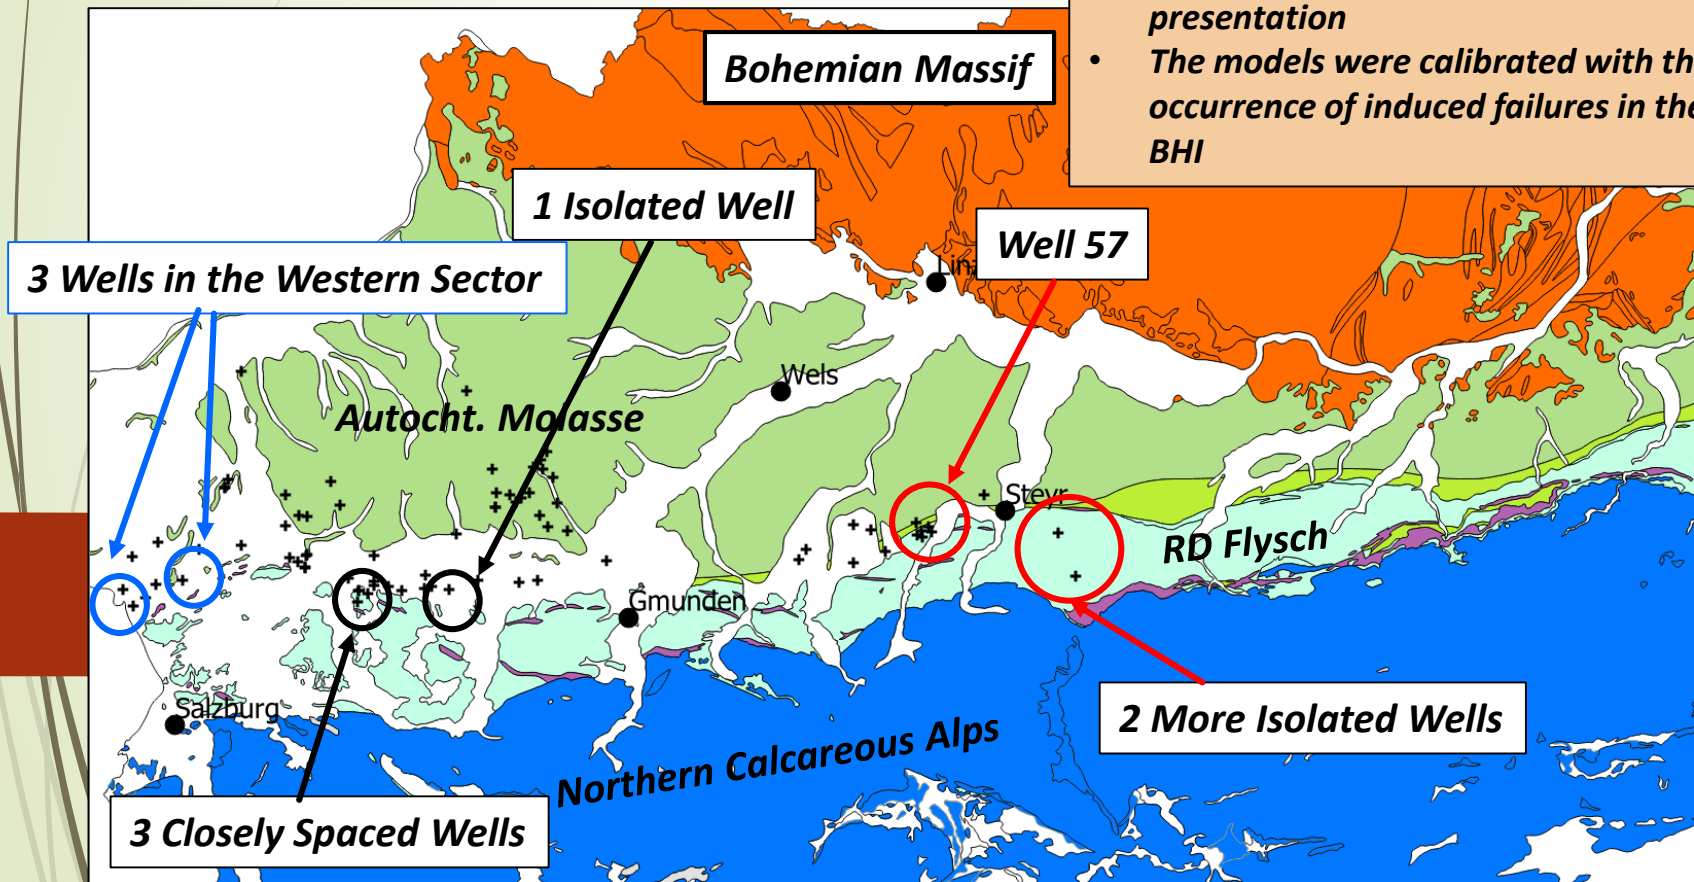 presentation
• The models were calibrated with th
occurrence of induced failures in the
BHI
Bohemian Massif
1 Isolated Well
Well 57
Linz
3 Wells in the Western Sector
Wels
Autocht. Molasse
Steyr
RD Flysch
Gmunden
Salzburg
2 More Isolated Wells
Northern Calcareous Alps
3 Closely Spaced Wells